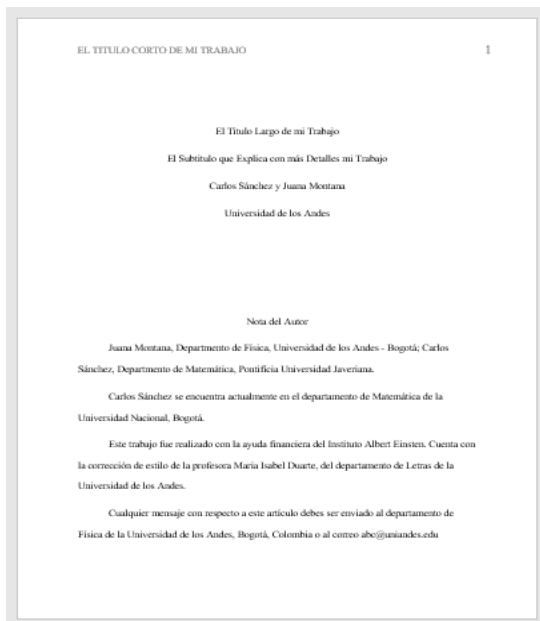 EL TITULO CORTO DE MI TRABAJO 1
El Titulo Largo de mi Trabajo
El Subtitulo que Explica con más Detalles mi Trabajo
Carlos Sánchez y Juana Montana
Universidad de los Andes
Nota del Autor
Juana Montana, Departmento de Física, Universidad de los Andes - Bogotá; Carlos
Sánchez, Departmento de Matemática, Pontificia Universidad Javeriana.
Carlos Sánchez se encuentra actualmente en el departamento de Matemática de la
Universidad Nacional, Bogotá.
Este trabajo fue realizado con la ayuda financiera del Instituto Albert Einsten. Cuenta con
la corrección de estilo de la profesora Maria Isabel Duarte, del departamento de Letras de la
Universidad de los Andes.
Cualquier mensaje con respecto a este artículo debes ser enviado al departamento de
Física de la Universidad de los Andes, Bogotá, Colombia o al correo abc@uniandes.edu